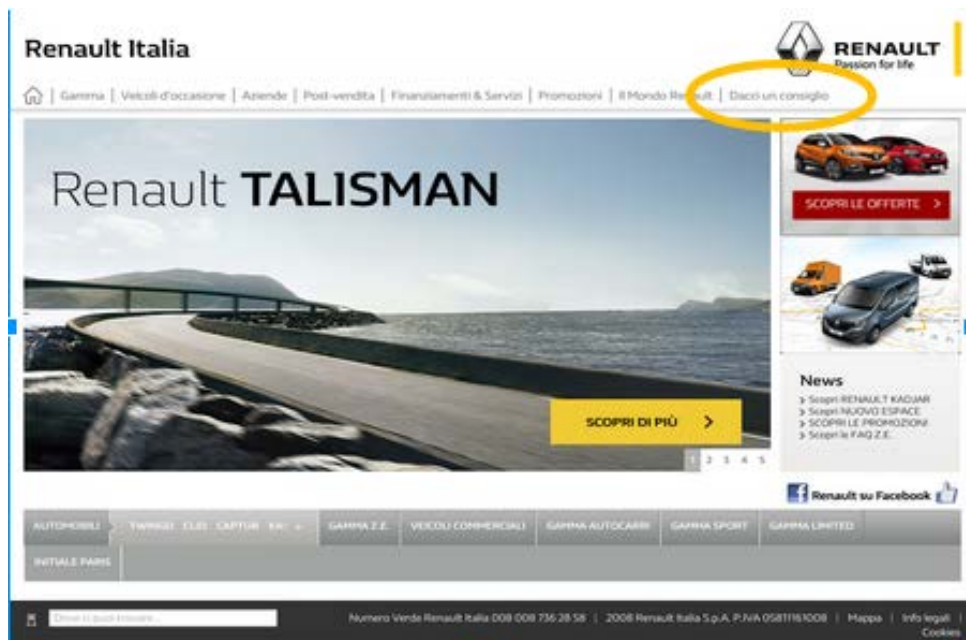 Renault Italia
RENAULT
Passion for life
Gamma | Veicoli d'occasione | Aziende | Post-vendita | Finanziamenti & Servizi | Promozioni | Il Mondo Renault | Dacci un consiglio
Renault TALISMAN
SCOPRI LE OFFERTE >
SCOPRI DI PIÙ >
1 2 3 4 5
News
> Scopri RENAULT KADJAR
> Scopri NUOVO ESPACE
> SCOPRI LE PROMOZIONI
> Scopri le FAQ Z.E.
Renault su Facebook
AUTOMOBILI TWINGO CLIO CAPTUR GAMMA Z.E. VEICOLI COMMERCIALI GAMMA AUTOCARRI GAMMA SPORT GAMMA LIMITED
INITIALE PARIS
Numero Verde Renault Italia 008 008 736 28 58 | 2008 Renault Italia S.p.A. P.IVA 05811161008 | Mappa | Info legali |
Cookies